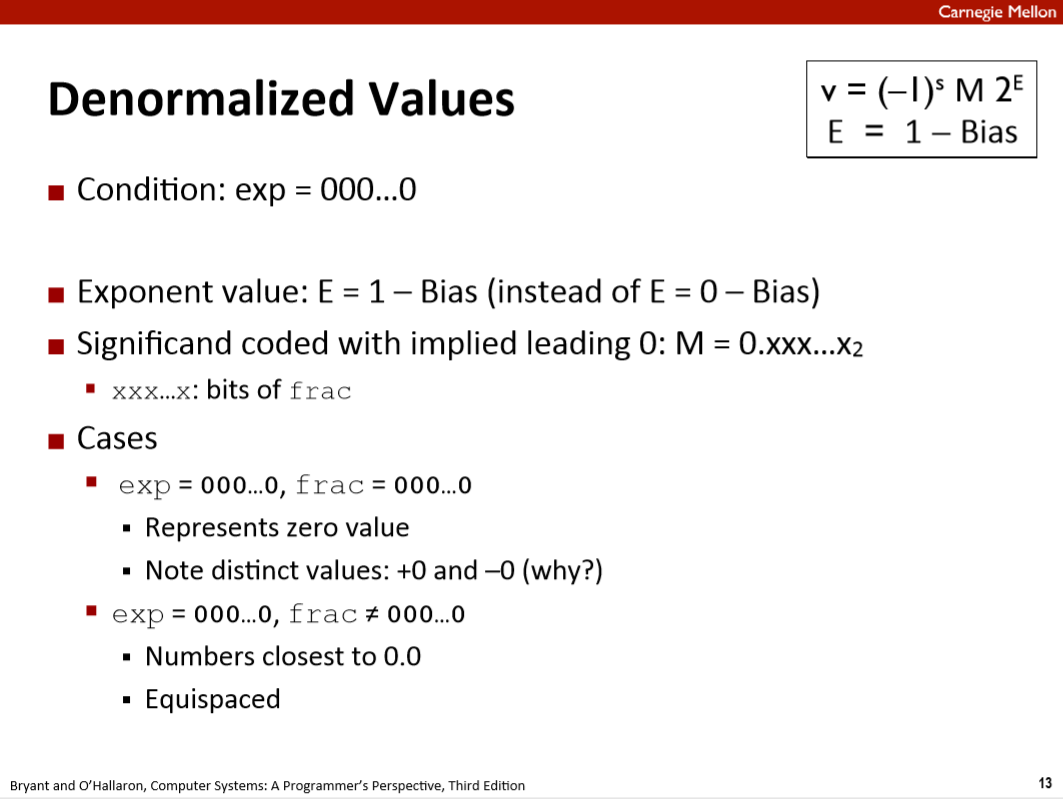 Carnegie Mellon
Denormalized Values
v = (–1)ˢ M 2ᴱ
E = 1 – Bias
■ Condition: exp = 000…0
■ Exponent value: E = 1 – Bias (instead of E = 0 – Bias)
■ Significand coded with implied leading 0: M = 0.xxx…x₂
▪ xxx…x: bits of frac
■ Cases
▪ exp = 000…0, frac = 000…0
▪ Represents zero value
▪ Note distinct values: +0 and –0 (why?)
▪ exp = 000…0, frac ≠ 000…0
▪ Numbers closest to 0.0
▪ Equispaced
Bryant and O’Hallaron, Computer Systems: A Programmer’s Perspective, Third Edition
13